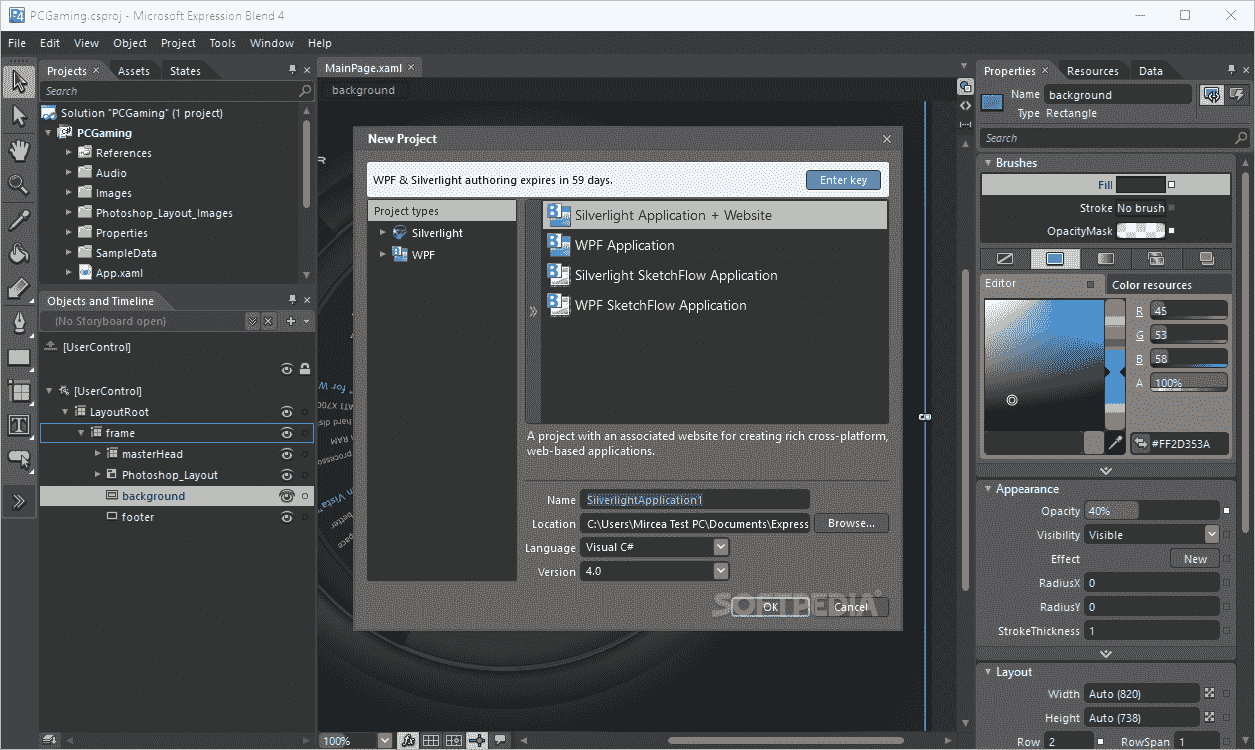 PCGaming.csproj - Microsoft Expression Blend 4
File Edit View Object Project Tools Window Help
Projects Assets States
Search
Solution "PCGaming" (1 project)
PCGaming
References
Audio
Images
Photoshop_Layout_Images
Properties
SampleData
App.xaml
Objects and Timeline
(No Storyboard open)
[UserControl]
[UserControl]
LayoutRoot
frame
masterHead
Photoshop_Layout
background
footer
MainPage.xaml
background
New Project
WPF & Silverlight authoring expires in 59 days.
Enter key
Project types
Silverlight
WPF
Silverlight Application + Website
WPF Application
Silverlight SketchFlow Application
WPF SketchFlow Application
A project with an associated website for creating rich cross-platform,
web-based applications.
Name SilverlightApplication1
Location C:\Users\Mircea Test PC\Documents\Express Browse...
Language Visual C#
Version 4.0
SOFTPEDIA
OK Cancel
100%
Properties Resources Data
Name background
Type Rectangle
Search
Brushes
Fill
Stroke No brush
OpacityMask
Editor Color resources
R 45
G 53
B 58
A 100%
#FF2D353A
Appearance
Opacity 40%
Visibility Visible
Effect New
RadiusX 0
RadiusY 0
StrokeThickness 1
Layout
Width Auto (820)
Height Auto (738)
Row 2 RowSpan 1